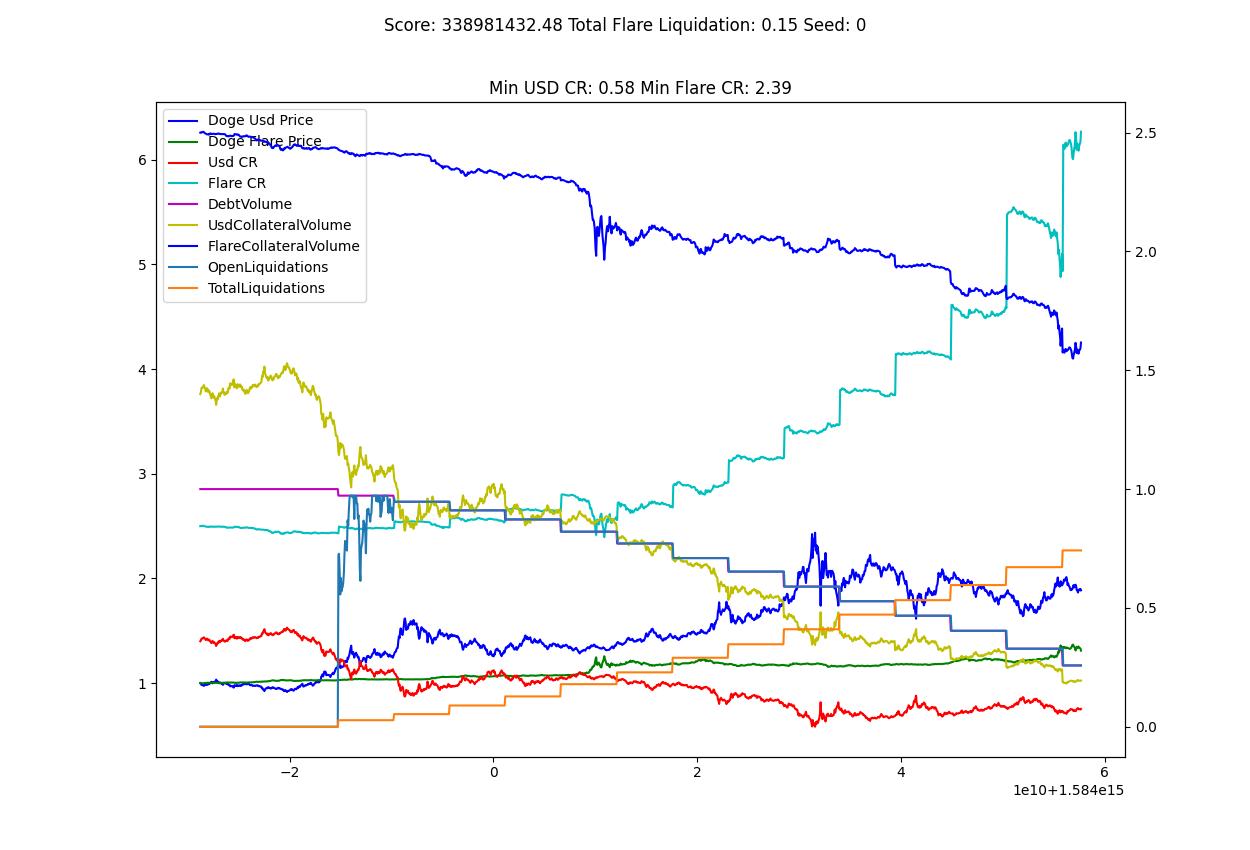 Score: 338981432.48 Total Flare Liquidation: 0.15 Seed: 0
Min USD CR: 0.58 Min Flare CR: 2.39
Doge Usd Price
Doge Flare Price
Usd CR
Flare CR
DebtVolume
UsdCollateralVolume
FlareCollateralVolume
OpenLiquidations
TotalLiquidations
6
5
4
3
2
1
2.5
2.0
1.5
1.0
0.5
0.0
−2
0
2
4
6
1e10+1.584e15